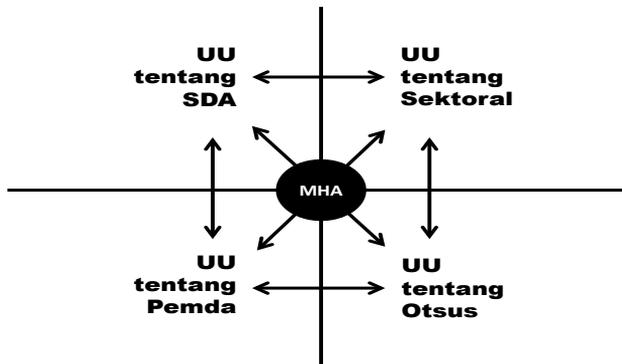 UU
tentang
SDA
UU
tentang
Sektoral
MHA
UU
tentang
Pemda
UU
tentang
Otsus